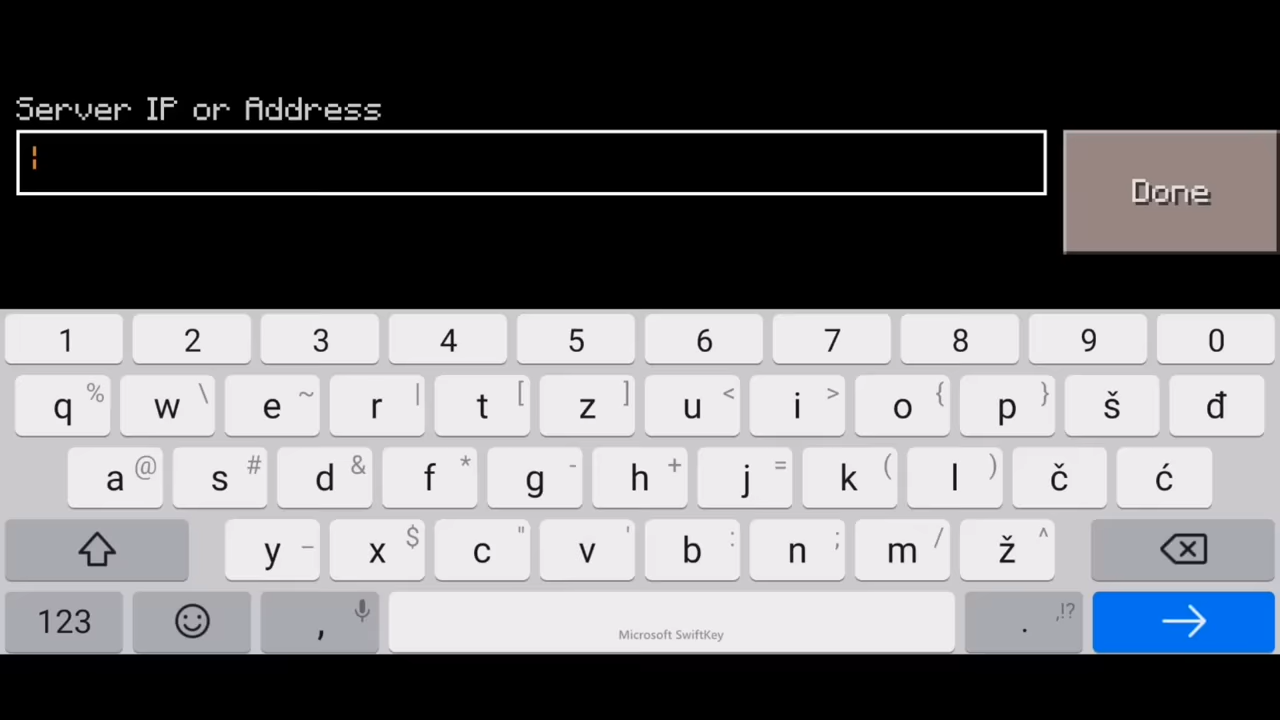 Server IP or Address
Done
1 2 3 4 5 6 7 8 9 0
q % w \ e ~ r | t [ z ] u < i > o { p } š đ
a @ s # d & f * g - h + j = k ( l ) č ć
y _ x $ c " v ' b : n ; m / ž ^
123 , Microsoft SwiftKey . ,!?